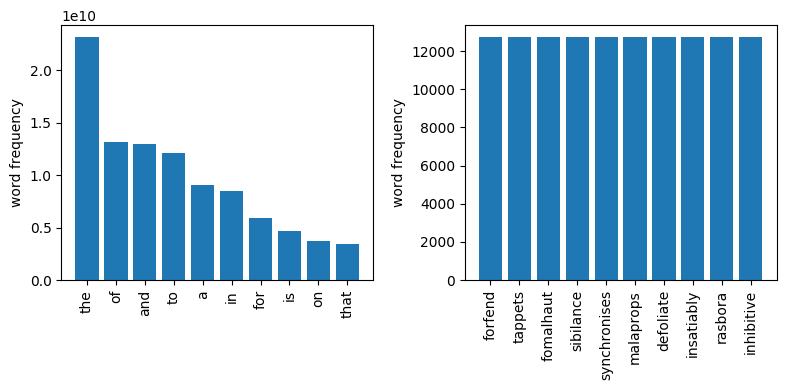 1e10
word frequency
2.0
1.5
1.0
0.5
0.0
the
of
and
to
a
in
for
is
on
that
word frequency
12000
10000
8000
6000
4000
2000
0
forfend
tappets
fomalhaut
sibilance
synchronises
malaprops
defoliate
insatiably
rasbora
inhibitive